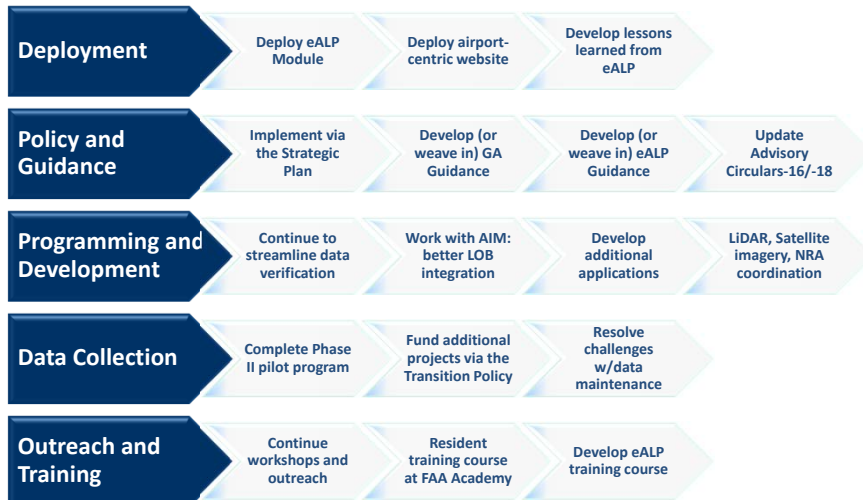 Deployment
Deploy eALP
Module
Deploy airport-
centric website
Develop lessons
learned from
eALP
Policy and
Guidance
Implement via
the Strategic
Plan
Develop (or
weave in) GA
Guidance
Develop (or
weave in) eALP
Guidance
Update
Advisory
Circulars-16/-18
Programming and
Development
Continue to
streamline data
verification
Work with AIM:
better LOB
integration
Develop
additional
applications
LiDAR, Satellite
imagery, NRA
coordination
Data Collection
Complete Phase
II pilot program
Fund additional
projects via the
Transition Policy
Resolve
challenges
w/data
maintenance
Outreach and
Training
Continue
workshops and
outreach
Resident
training course
at FAA Academy
Develop eALP
training course